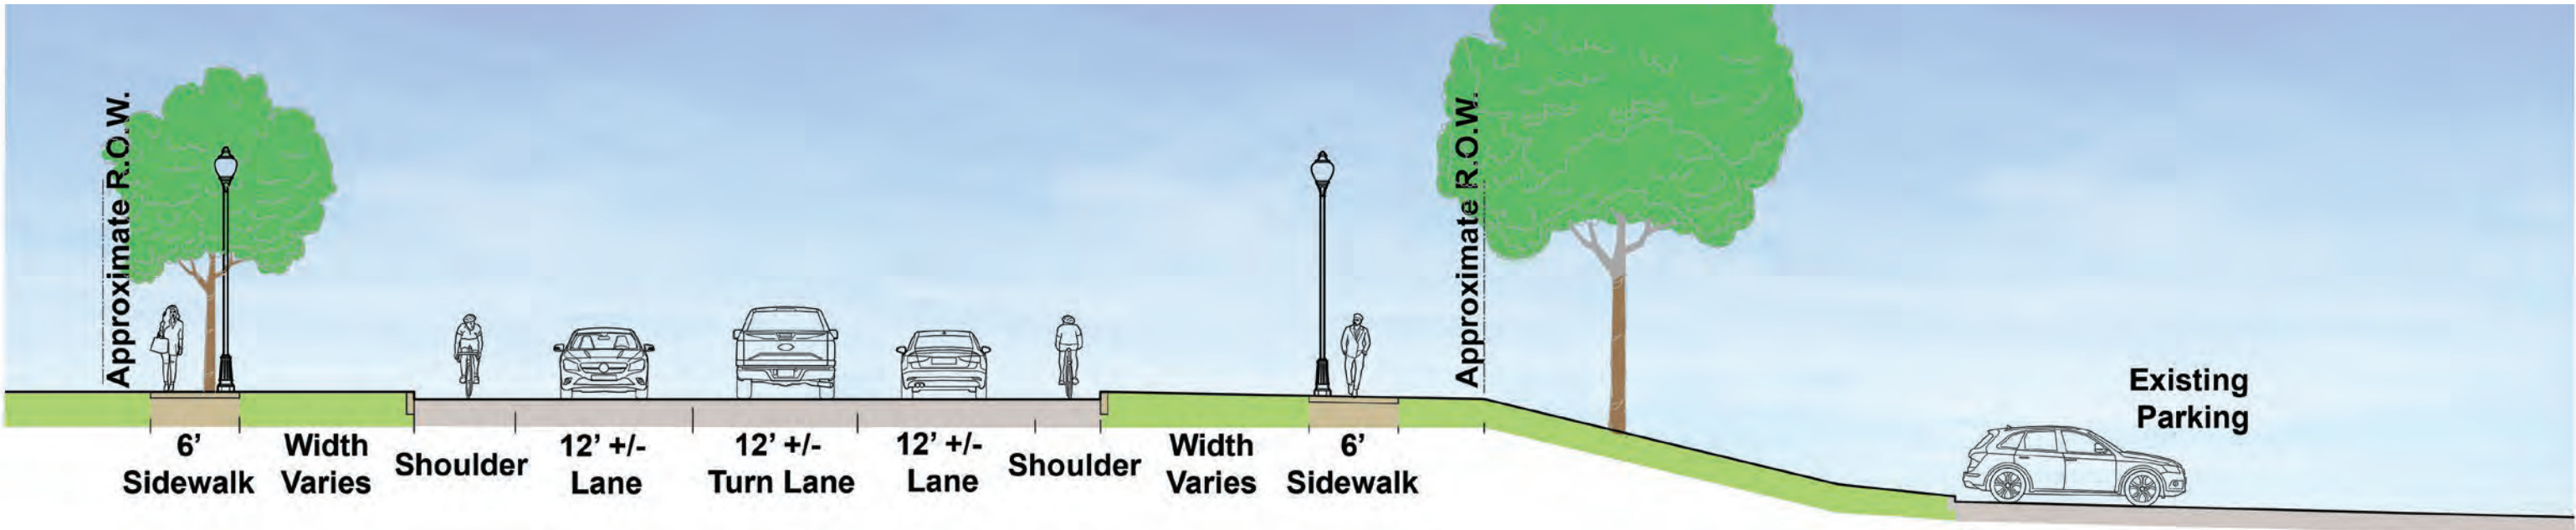 Approximate R.O.W.
Approximate R.O.W.
Existing
Parking
6'
Sidewalk
Width
Varies
Shoulder
12' +/-
Lane
12' +/-
Turn Lane
12' +/-
Lane
Shoulder
Width
Varies
6'
Sidewalk